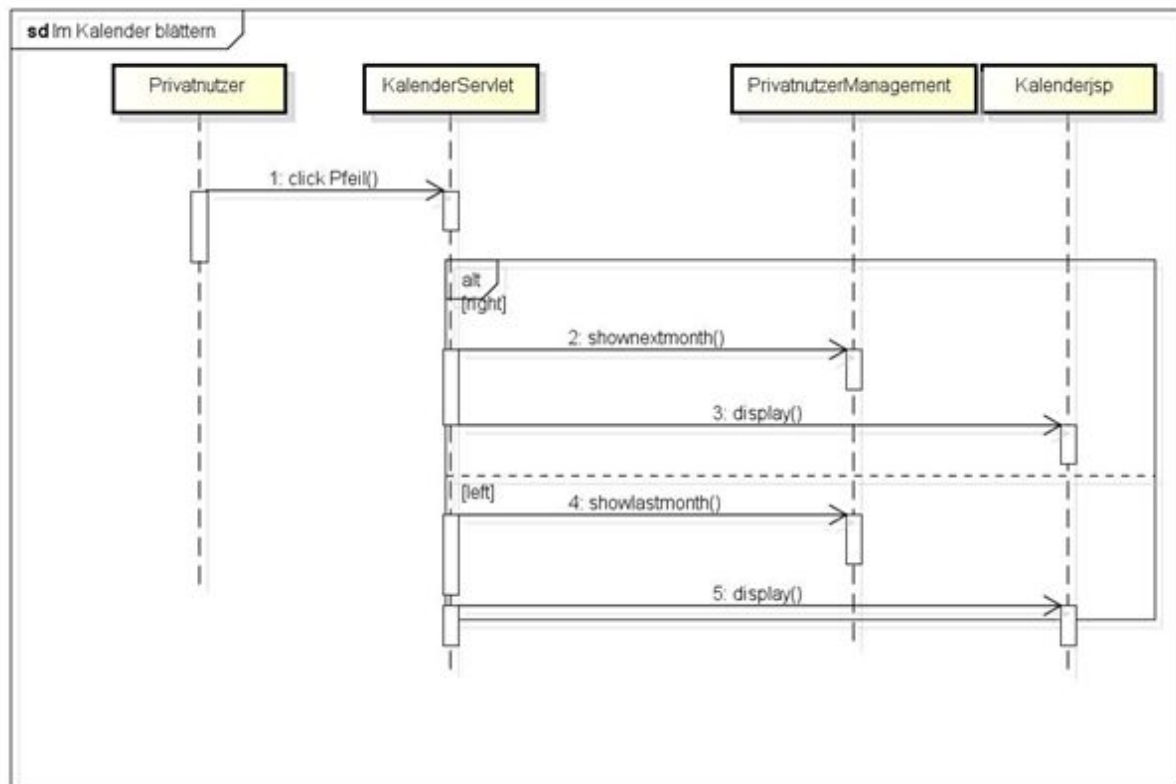 sd Im Kalender blättern
Privatnutzer
KalenderServlet
PrivatnutzerManagement
Kalenderjsp
1: click Pfeil()
alt
[right]
2: shownextmonth()
3: display()
[left]
4: showlastmonth()
5: display()